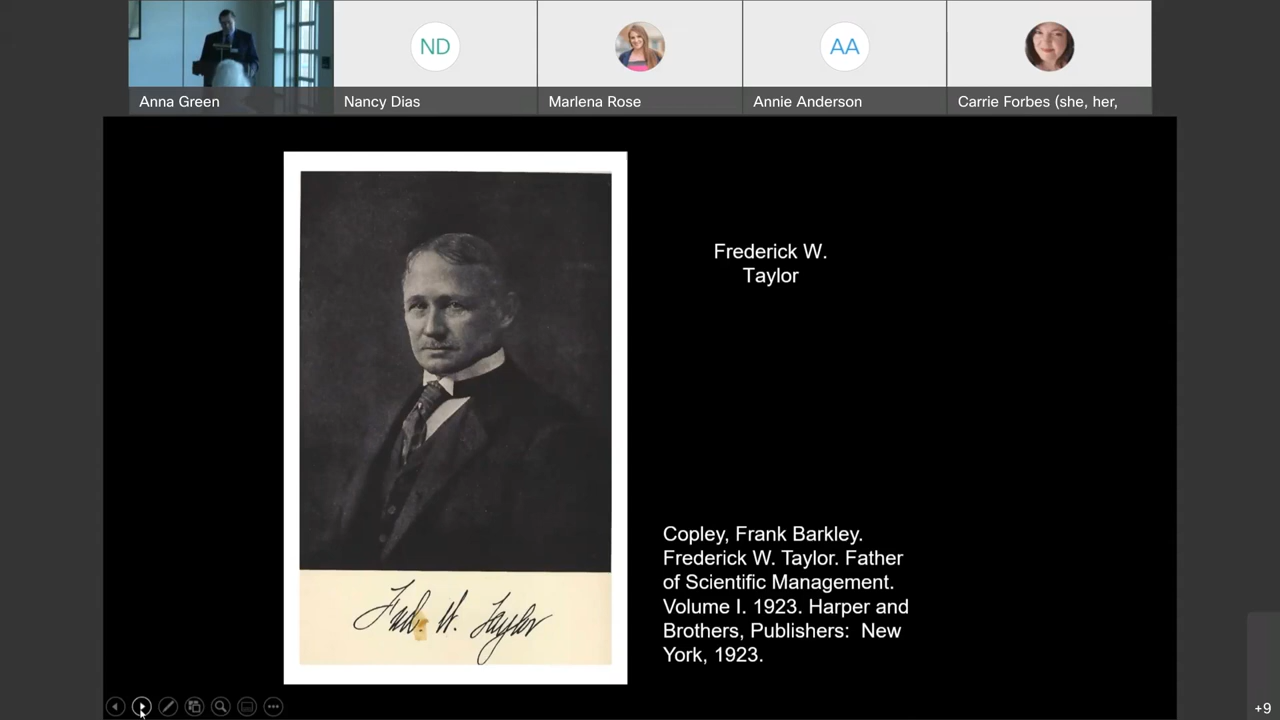 ND
AA
Anna Green
Nancy Dias
Marlena Rose
Annie Anderson
Carrie Forbes (she, her,
Frederick W.
Taylor
Copley, Frank Barkley.
Frederick W. Taylor. Father
of Scientific Management.
Volume I. 1923. Harper and
Brothers, Publishers:  New
York, 1923.
Fred. W. Taylor
+9